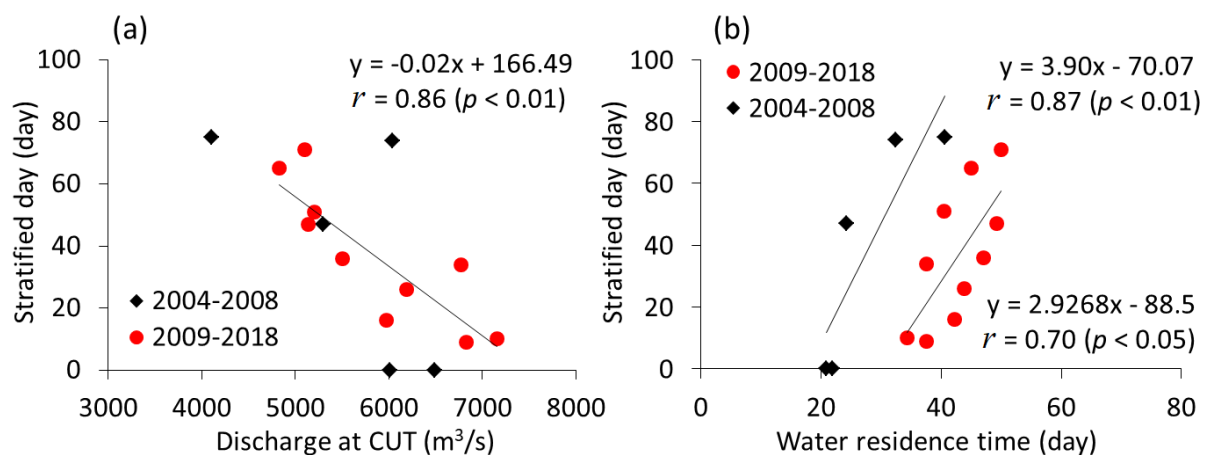 (a)
y = -0.02x + 166.49
r = 0.86 (p < 0.01)
Stratified day (day)
100
80
60
40
20
0
2004-2008
2009-2018
3000 4000 5000 6000 7000 8000
Discharge at CUT (m³/s)
(b)
2009-2018
2004-2008
y = 3.90x - 70.07
r = 0.87 (p < 0.01)
Stratified day (day)
100
80
60
40
20
0
y = 2.9268x - 88.5
r = 0.70 (p < 0.05)
0 20 40 60 80
Water residence time (day)